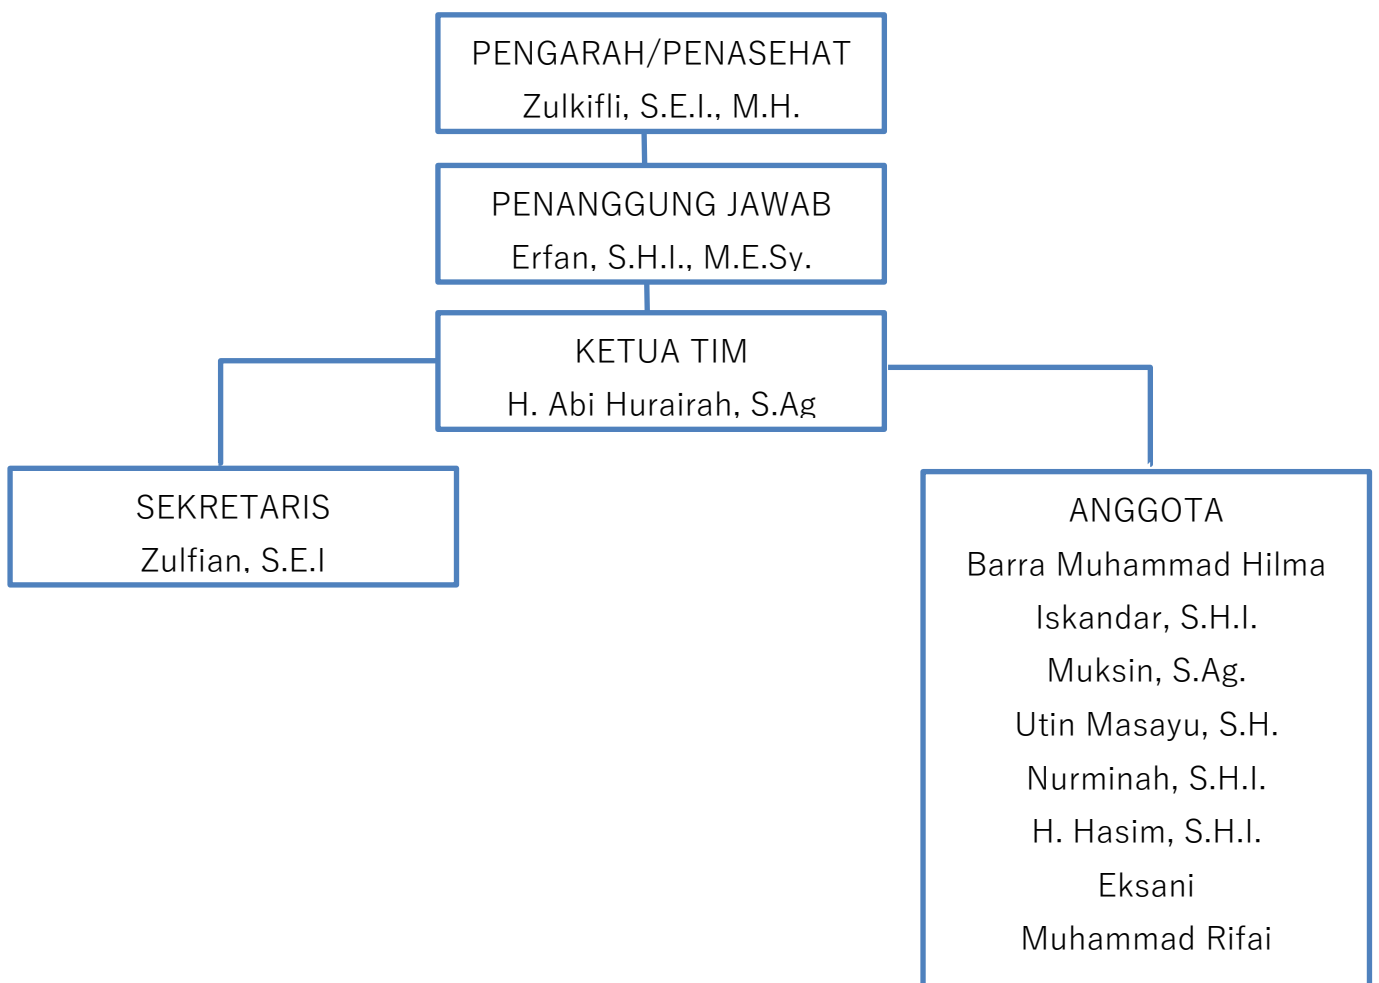 PENGARAH/PENASEHAT
Zulkifli, S.E.I., M.H.
PENANGGUNG JAWAB
Erfan, S.H.I., M.E.Sy.
KETUA TIM
H. Abi Hurairah, S.Ag
SEKRETARIS
Zulfian, S.E.I
ANGGOTA
Barra Muhammad Hilma
Iskandar, S.H.I.
Muksin, S.Ag.
Utin Masayu, S.H.
Nurminah, S.H.I.
H. Hasim, S.H.I.
Eksani
Muhammad Rifai